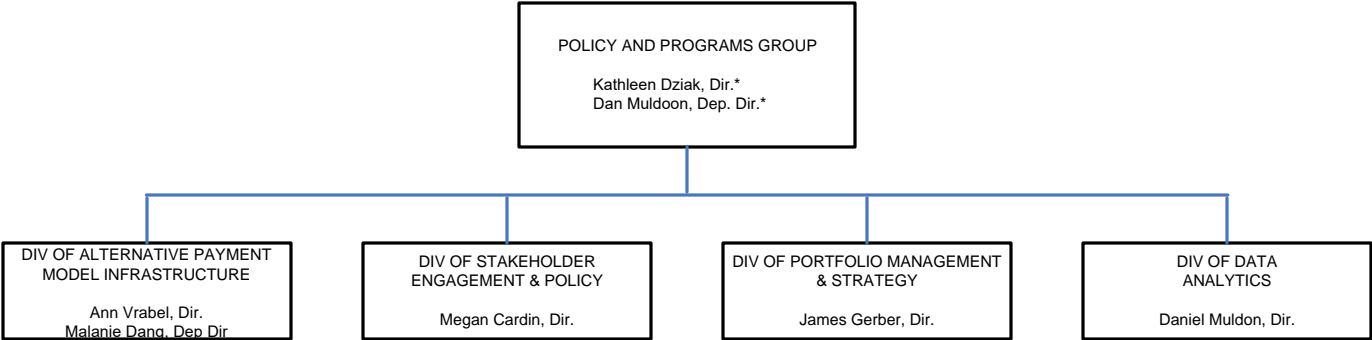 POLICY AND PROGRAMS GROUP
Kathleen Dziak, Dir.*
Dan Muldoon, Dep. Dir.*
DIV OF ALTERNATIVE PAYMENT
MODEL INFRASTRUCTURE
Ann Vrabel, Dir.
Malanie Dang, Dep Dir
DIV OF STAKEHOLDER
ENGAGEMENT & POLICY
Megan Cardin, Dir.
DIV OF PORTFOLIO MANAGEMENT
& STRATEGY
James Gerber, Dir.
DIV OF DATA
ANALYTICS
Daniel Muldon, Dir.